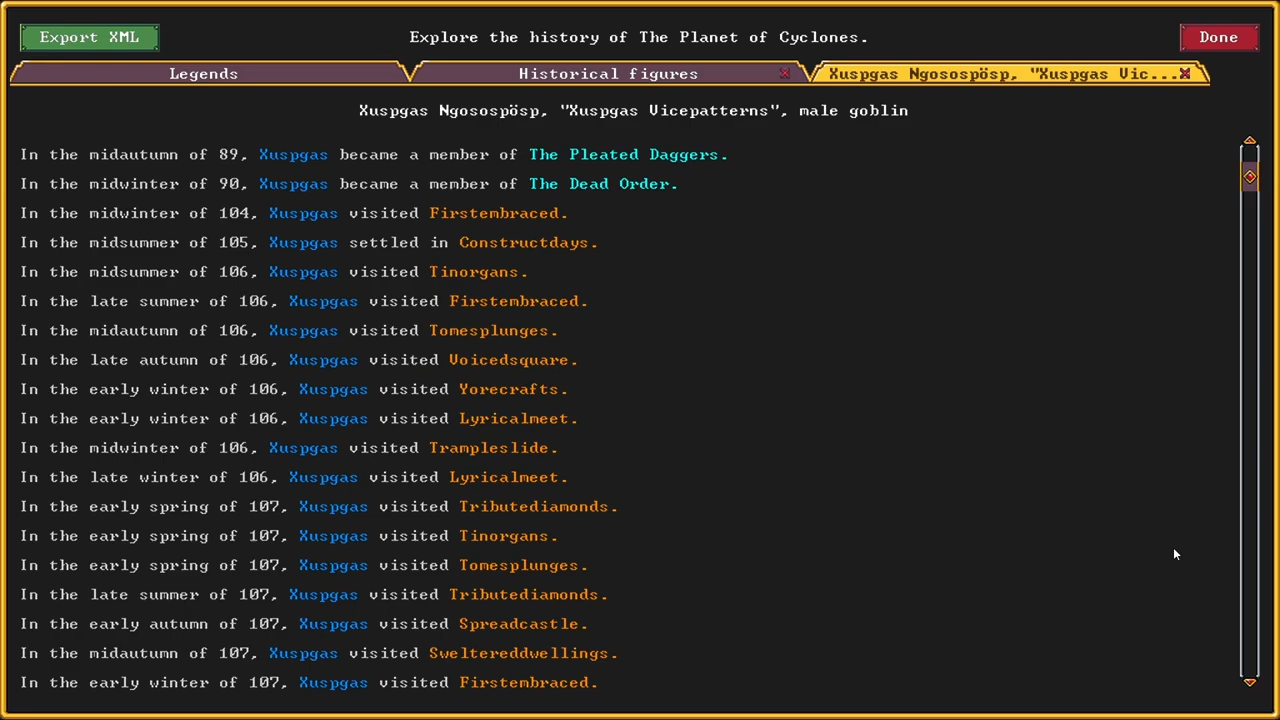 Export XML
Explore the history of The Planet of Cyclones.
Done
Legends
Historical figures
Xuspgas Ngosospösp, "Xuspgas Vic...
Xuspgas Ngosospösp, "Xuspgas Vicepatterns", male goblin
In the midautumn of 89, Xuspgas became a member of The Pleated Daggers.
In the midwinter of 90, Xuspgas became a member of The Dead Order.
In the midwinter of 104, Xuspgas visited Firstembraced.
In the midsummer of 105, Xuspgas settled in Constructdays.
In the midsummer of 106, Xuspgas visited Tinorgans.
In the late summer of 106, Xuspgas visited Firstembraced.
In the midautumn of 106, Xuspgas visited Tomesplunges.
In the late autumn of 106, Xuspgas visited Voicedsquare.
In the early winter of 106, Xuspgas visited Yorecrafts.
In the early winter of 106, Xuspgas visited Lyricalmeet.
In the midwinter of 106, Xuspgas visited Trampleslide.
In the late winter of 106, Xuspgas visited Lyricalmeet.
In the early spring of 107, Xuspgas visited Tributediamonds.
In the early spring of 107, Xuspgas visited Tinorgans.
In the early spring of 107, Xuspgas visited Tomesplunges.
In the late summer of 107, Xuspgas visited Tributediamonds.
In the early autumn of 107, Xuspgas visited Spreadcastle.
In the midautumn of 107, Xuspgas visited Sweltereddwellings.
In the early winter of 107, Xuspgas visited Firstembraced.